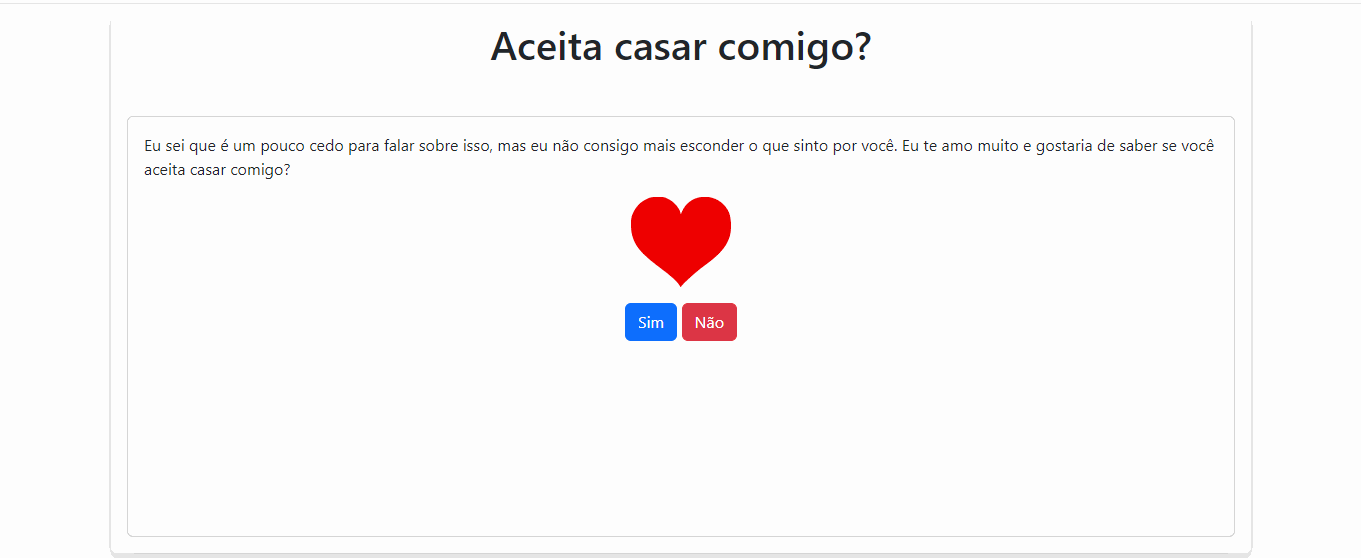 Aceita casar comigo?
Eu sei que é um pouco cedo para falar sobre isso, mas eu não consigo mais esconder o que sinto por você. Eu te amo muito e gostaria de saber se você
aceita casar comigo?
Sim Não